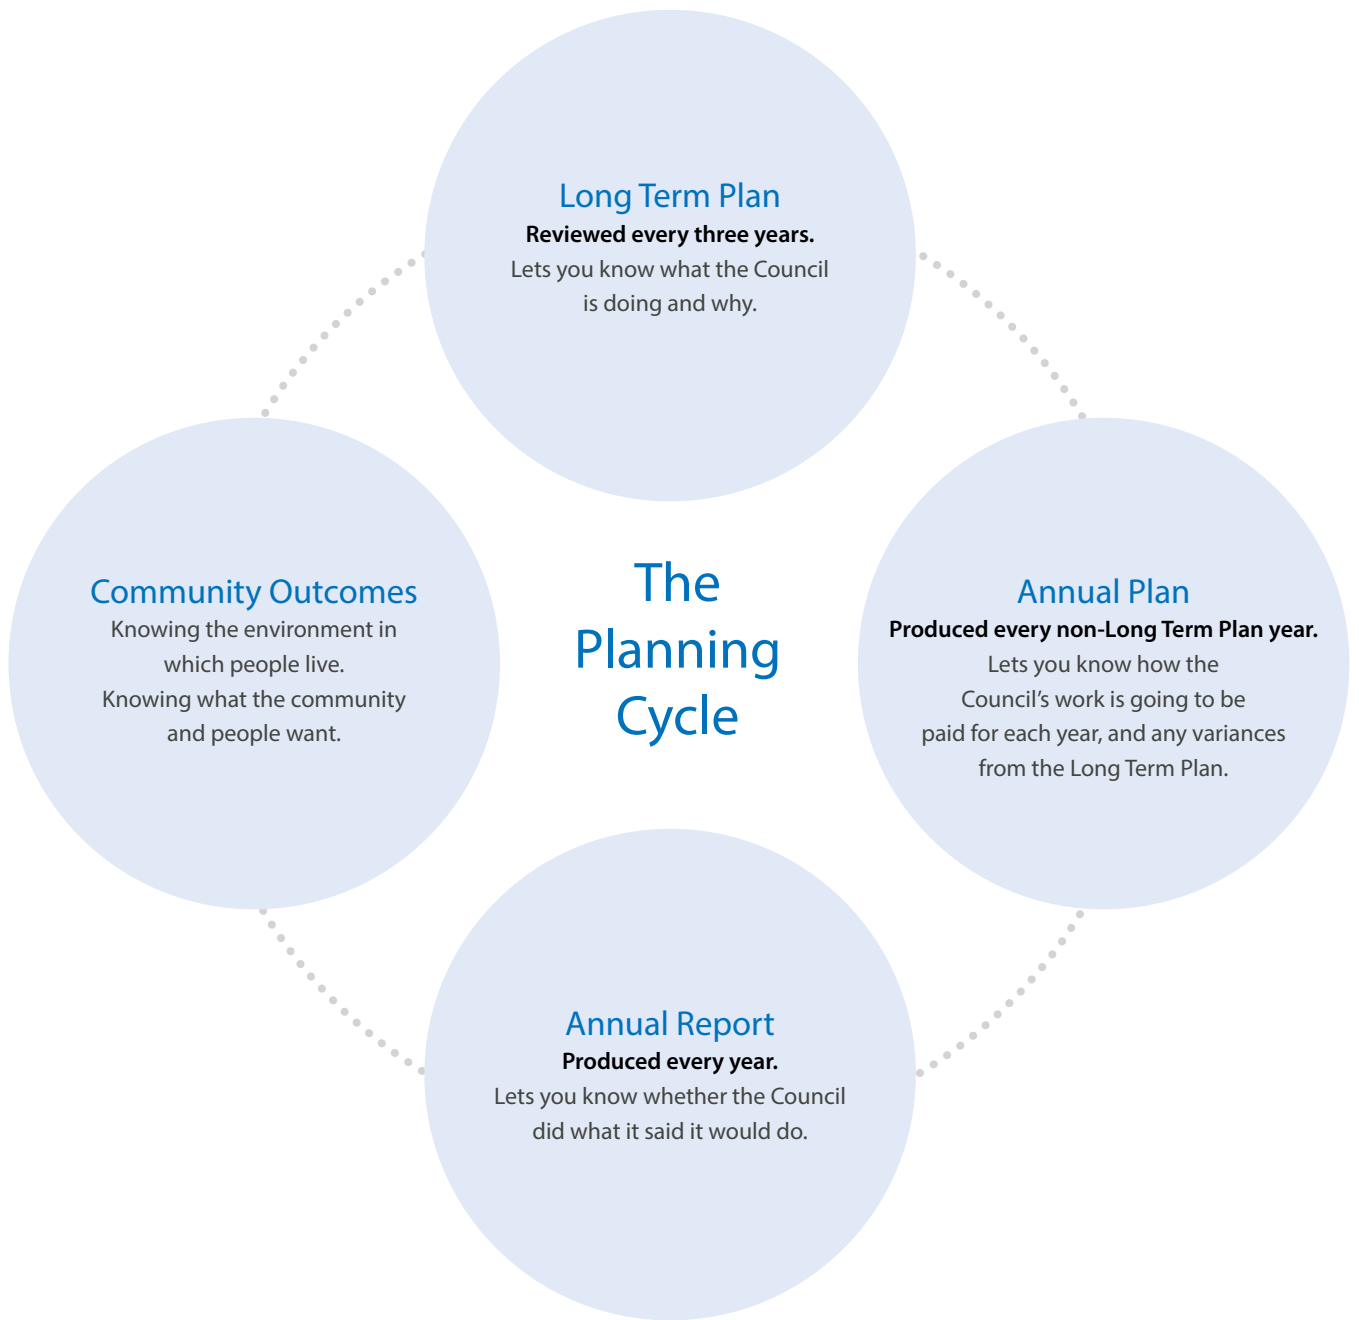 Long Term Plan
Reviewed every three years.
Lets you know what the Council
is doing and why.
Community Outcomes
Knowing the environment in
which people live.
Knowing what the community
and people want.
The
Planning
Cycle
Annual Plan
Produced every non-Long Term Plan year.
Lets you know how the
Council’s work is going to be
paid for each year, and any variances
from the Long Term Plan.
Annual Report
Produced every year.
Lets you know whether the Council
did what it said it would do.